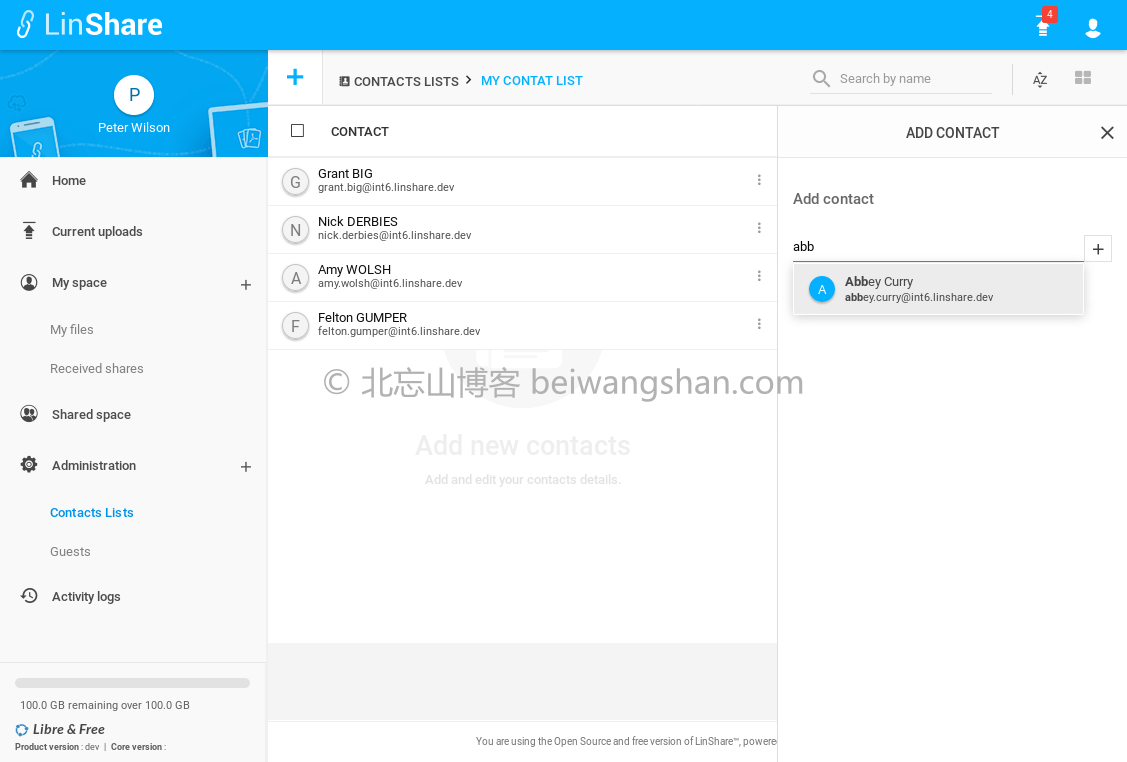 LinShare
4
P
Peter Wilson
Home
Current uploads
My space
My files
Received shares
Shared space
Administration
Contacts Lists
Guests
Activity logs
100.0 GB remaining over 100.0 GB
Libre & Free
Product version : dev | Core version :
CONTACTS LISTS > MY CONTAT LIST
Search by name
AZ
CONTACT
G
Grant BIG
grant.big@int6.linshare.dev
N
Nick DERBIES
nick.derbies@int6.linshare.dev
A
Amy WOLSH
amy.wolsh@int6.linshare.dev
F
Felton GUMPER
felton.gumper@int6.linshare.dev
© 北忘山博客 beiwangshan.com
Add new contacts
Add and edit your contacts details.
You are using the Open Source and free version of LinShare™, powere
ADD CONTACT
Add contact
abb
A
Abbey Curry
abbey.curry@int6.linshare.dev